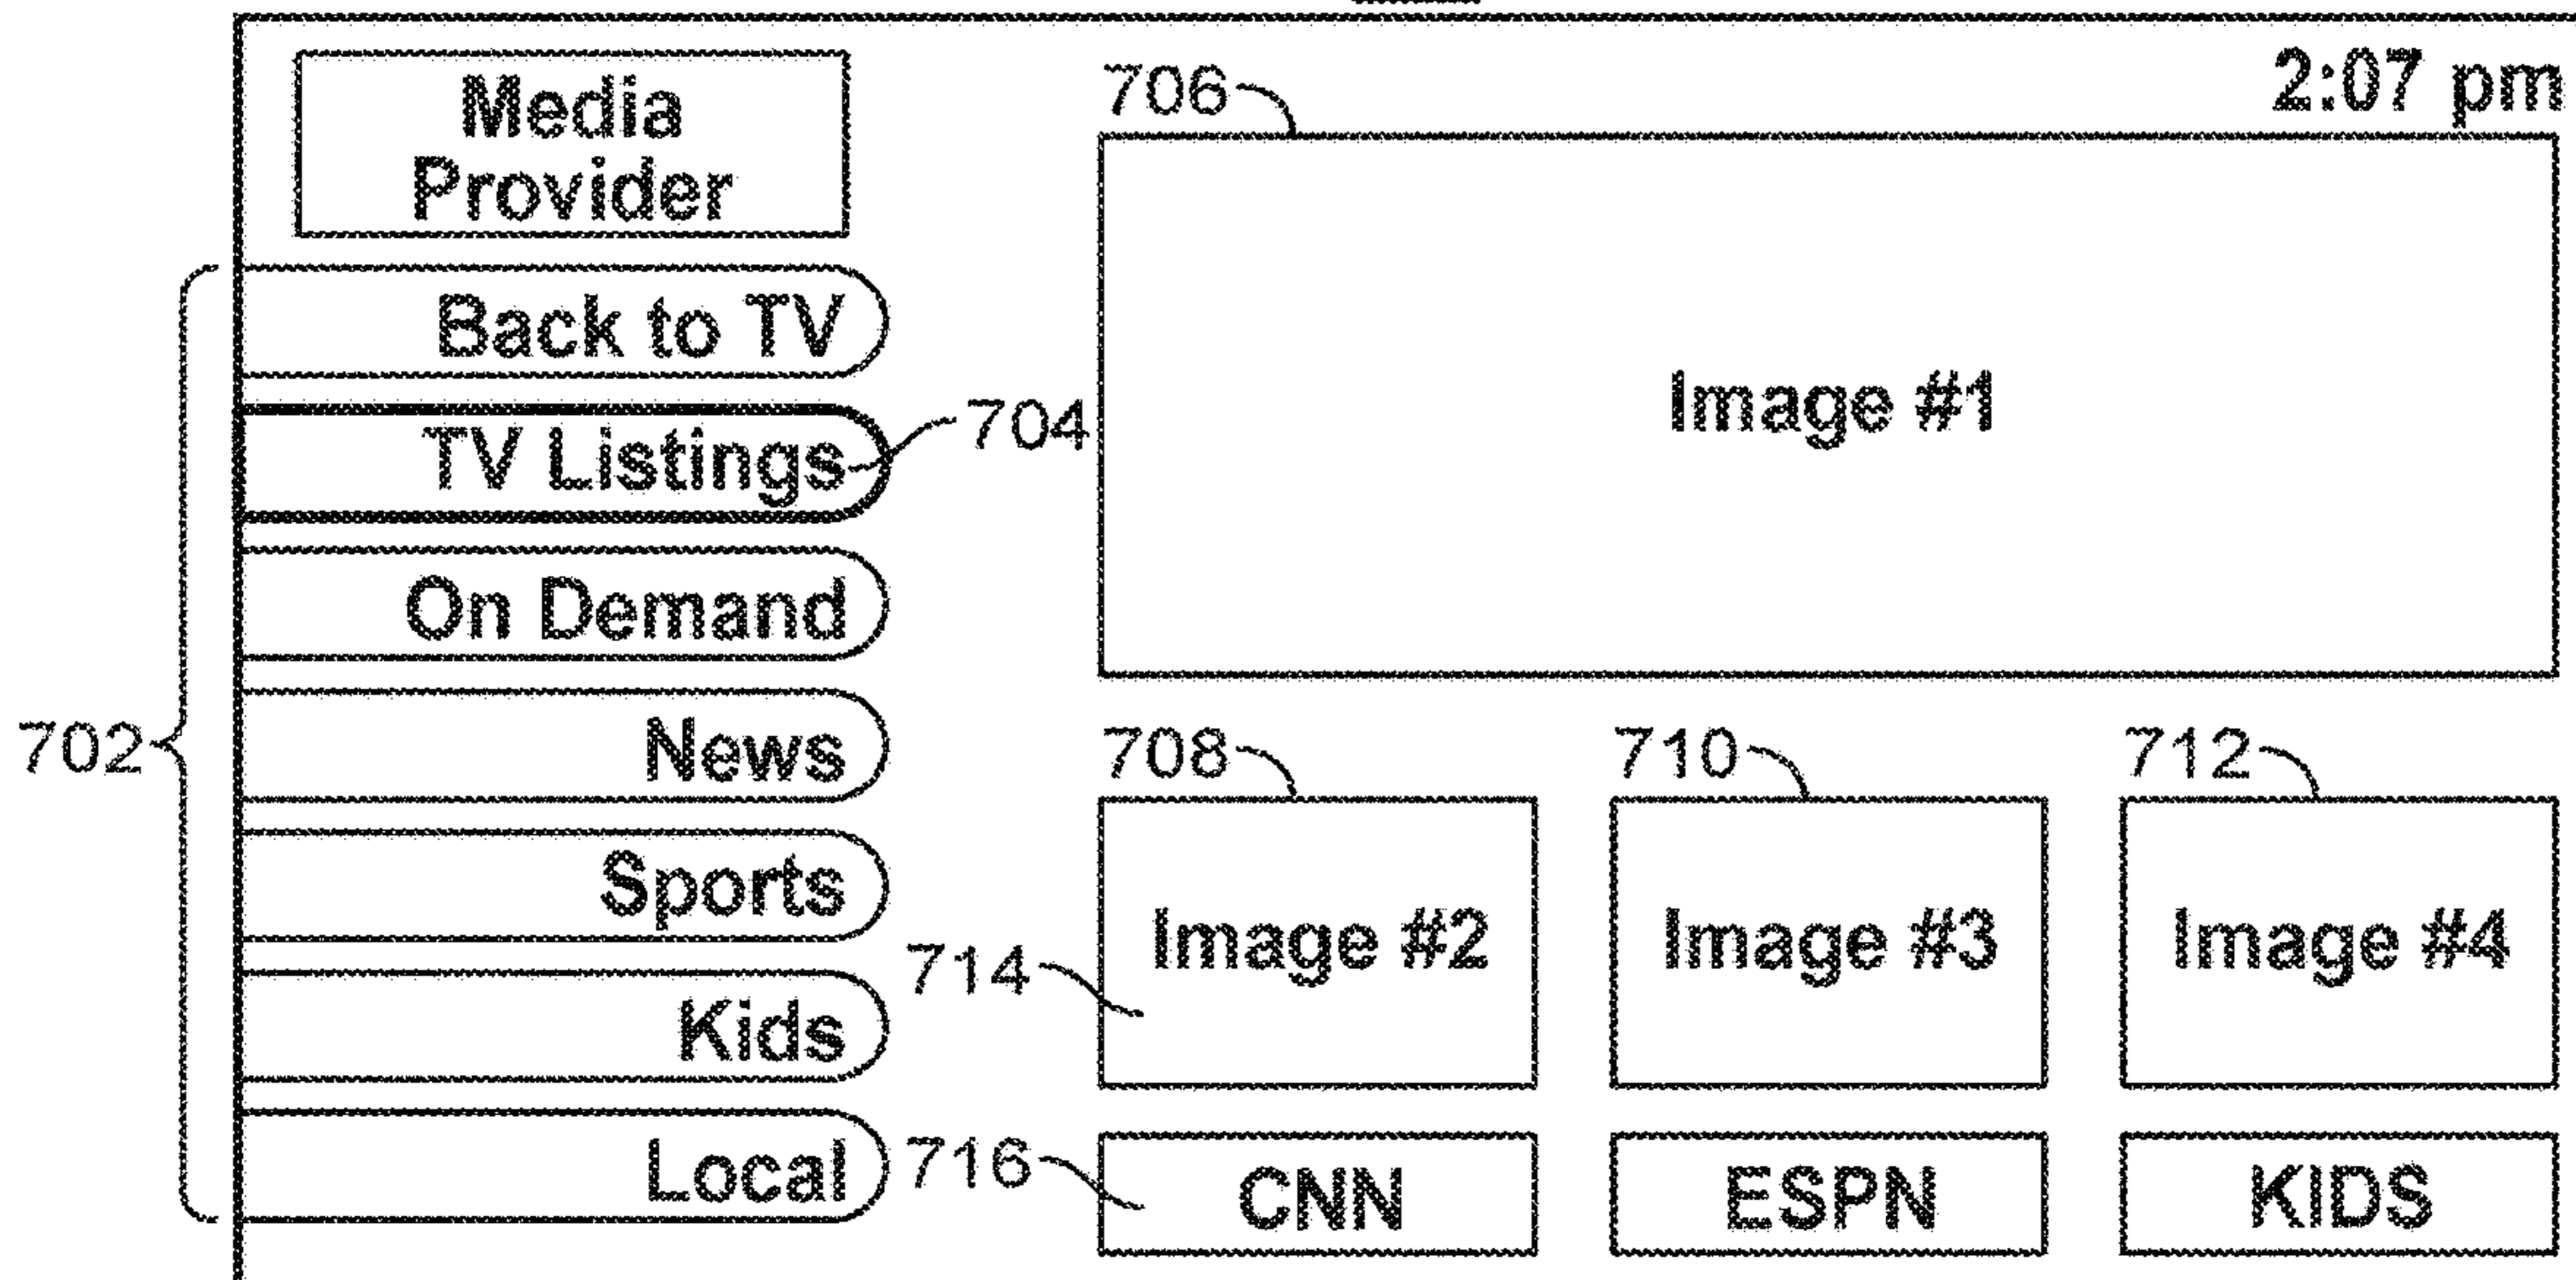 2:07 pm
Media
Provider
706
Image #1
Back to TV
TV Listings
704
On Demand
News
702
Sports
Kids
Local
708
710
712
Image #2
Image #3
Image #4
714
716
CNN
ESPN
KIDS